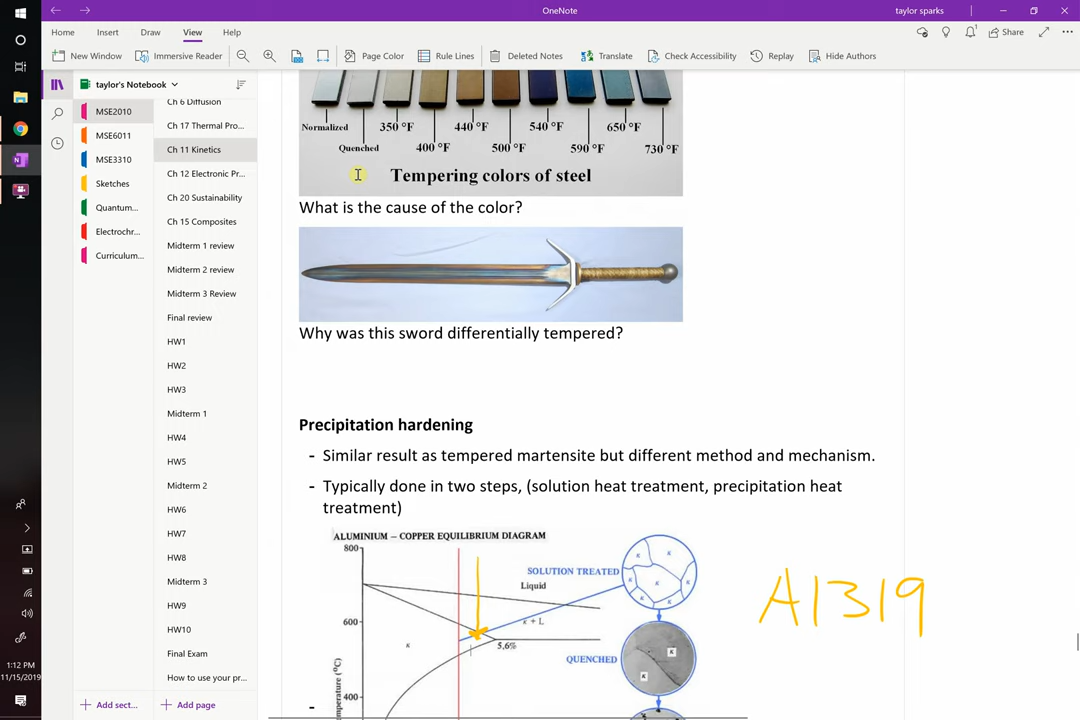 OneNote
taylor sparks
Home Insert Draw View Help
Share
New Window Immersive Reader Page Color Rule Lines Deleted Notes Translate Check Accessibility Replay Hide Authors
taylor's Notebook
MSE2010
MSE6011
MSE3310
Sketches
Quantum...
Electrochr...
Curriculum...
Add sect...
Ch 6 Diffusion
Ch 17 Thermal Pro...
Ch 11 Kinetics
Ch 12 Electronic Pr...
Ch 20 Sustainability
Ch 15 Composites
Midterm 1 review
Midterm 2 review
Midterm 3 Review
Final review
HW1
HW2
HW3
Midterm 1
HW4
HW5
Midterm 2
HW6
HW7
HW8
Midterm 3
HW9
HW10
Final Exam
How to use your pr...
Add page
350 °F 440 °F 540 °F 650 °F
Normalized
Quenched 400 °F 500 °F 590 °F 730 °F
Tempering colors of steel
What is the cause of the color?
Why was this sword differentially tempered?
Precipitation hardening
- Similar result as tempered martensite but different method and mechanism.
- Typically done in two steps, (solution heat treatment, precipitation heat
treatment)
ALUMINIUM – COPPER EQUILIBRIUM DIAGRAM
800
SOLUTION TREATED
Liquid
600
κ + L
κ
5,6%
QUENCHED
400
κ
κ
κ
κ
κ
κ
κ
κ
A1319
1:12 PM
11/15/2019